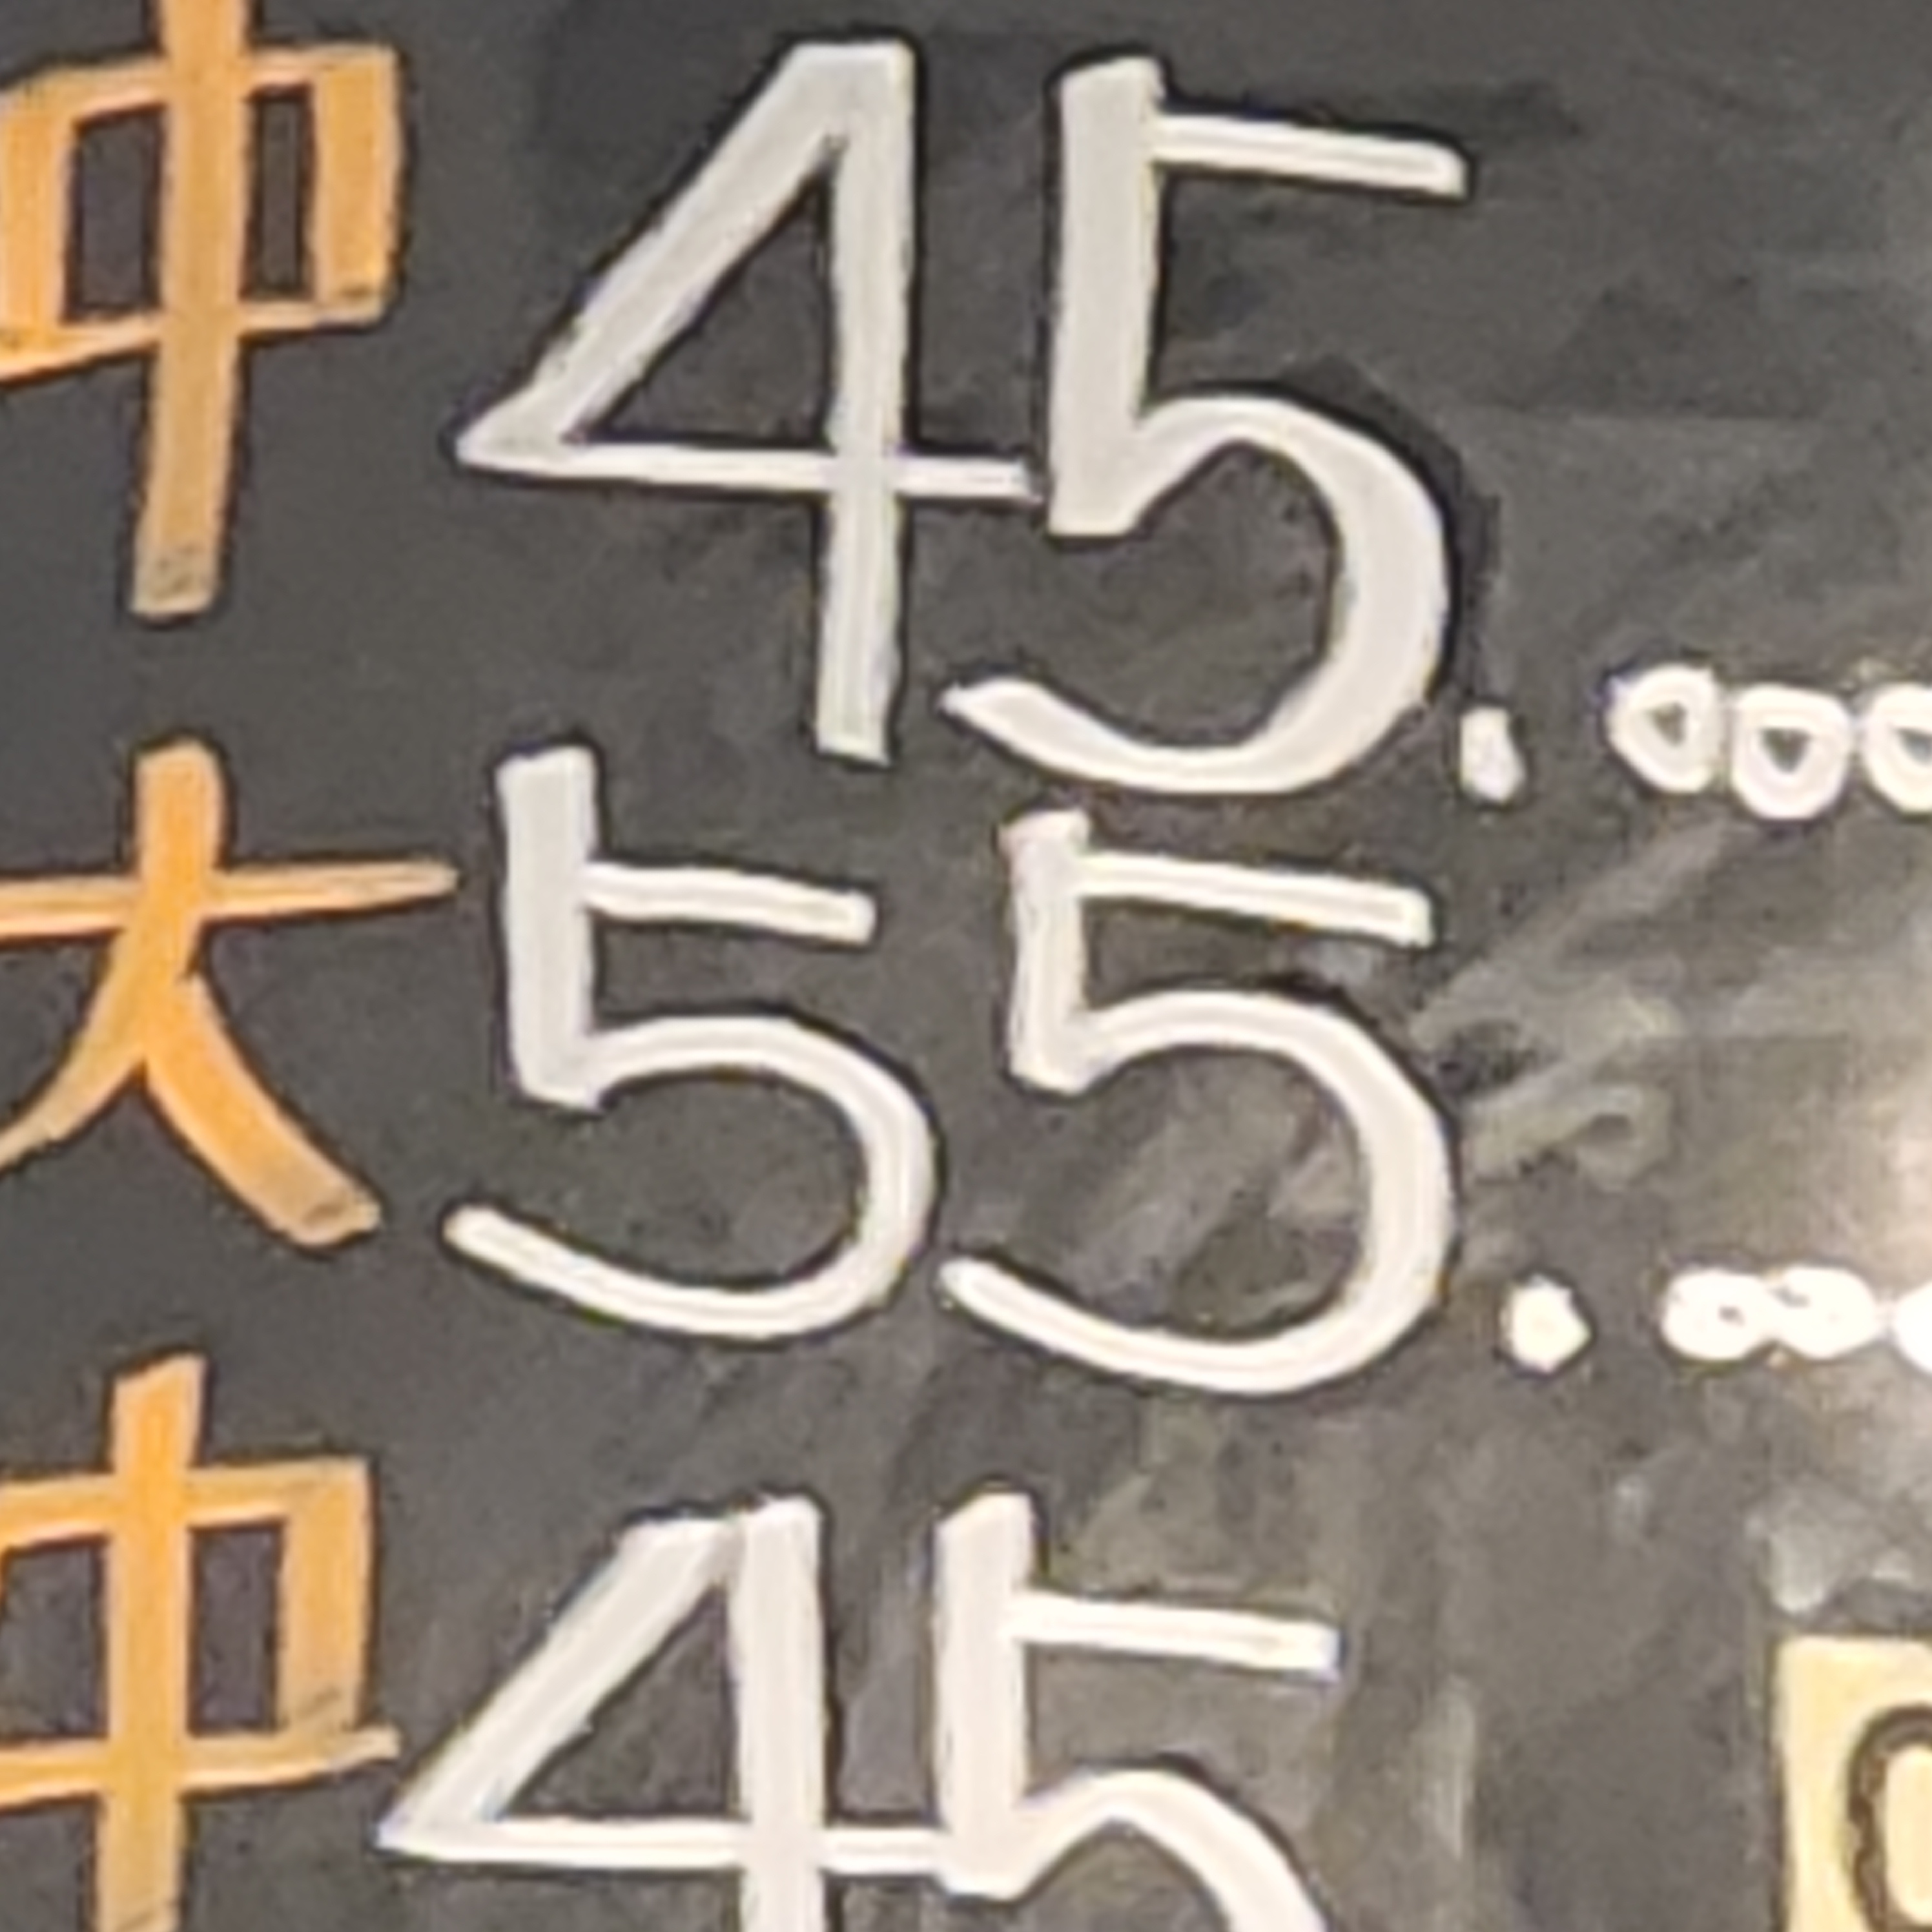 中 45.
大 55.
中 45